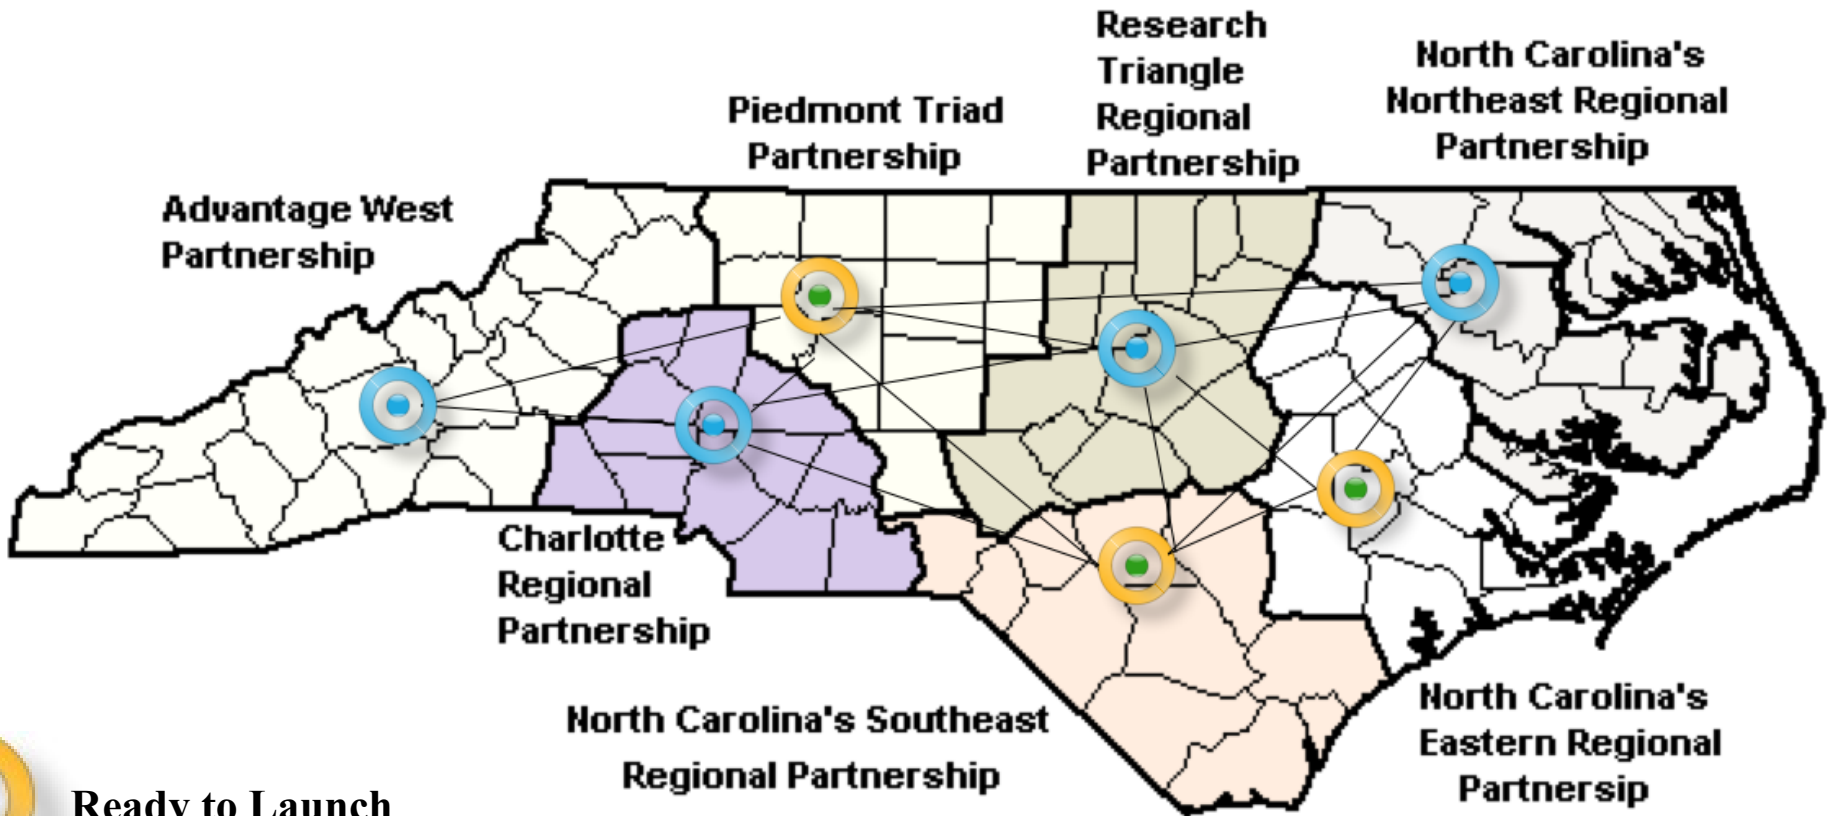 Research
Triangle
Regional
Partnership
North Carolina's
Northeast Regional
Partnership
Piedmont Triad
Partnership
Advantage West
Partnership
Charlotte
Regional
Partnership
North Carolina's Southeast
Regional Partnership
North Carolina's
Eastern Regional
Partnersip
Ready to Launch